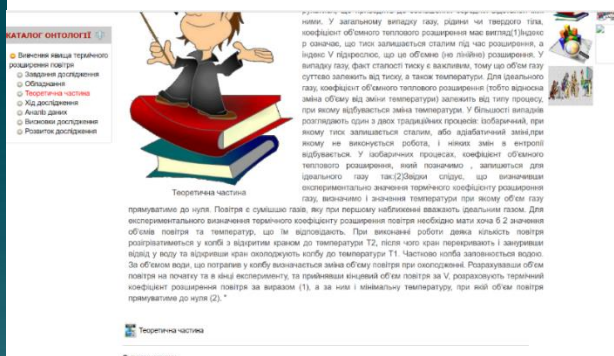 КАТАЛОГ ОНТОЛОГІЇ
Вивчення явища термічного
розширення повітря
Завдання дослідження
Обладнання
Теоретична частина
Хід дослідження
Аналіз даних
Висновки дослідження
Розвиток дослідження
ними. У загальному випадку газу, рідини чи твердого тіла,
коефіцієнт об'ємного теплового розширення має вигляд(1)Індекс
p означає, що тиск залишається сталим під час розширення, а
індекс V підкреслює, що це об'ємне (не лінійне) розширення. У
випадку газу, факт сталості тиску є важливим, тому що об'єм газу
суттєво залежить від тиску, а також температури. Для ідеального
газу, коефіцієнт об'ємного теплового розширення (тобто відносна
зміна об'єму від зміни температури) залежить від типу процесу,
при якому відбувається зміна температури. У більшості випадків
розглядають один з двох традиційних процесів: ізобаричний, при
якому тиск залишається сталим, або адіабатичний зміні,при
якому не виконується робота, і ніяких змін в ентропії
відбувається. У ізобаричних процесах, коефіцієнт об'ємного
теплового розширення, який позначимо , запишеться для
ідеального газу так:(2)Звідки слідує, що визначивши
експериментально значення термічного коефіцієнту розширення
газу, визначимо і значення температури при якому об'єм газу
Теоретична частина
прямуватиме до нуля. Повітря є сумішшю газів, яку при першому наближенні вважають ідеальним газом. Для
експериментального визначення термічного коефіцієнту розширення повітря необхідно мати хоча б 2 значення
об'ємів повітря та температур, що їм відповідають. При виконанні роботи деяка кількість повітря
розігріватиметься у колбі з відкритим краном до температури T2, після чого кран перекривають і зануривши
відвід у воду та відкривши кран охолоджують колбу до температури T1. Частково колба заповнюється водою.
За об'ємом води, що потрапив у колбу визначається зміна об'єму повітря при охолодженні. Розрахувавши об'єм
повітря на початку та в кінці експерименту, та прийнявши кінцевий об'єм повітря за V, розраховують термічний
коефіцієнт розширення повітря за виразом (1), а за ним і мінімальну температуру, при якій об'єм повітря
прямуватиме до нуля (2). "
Теоретична частина